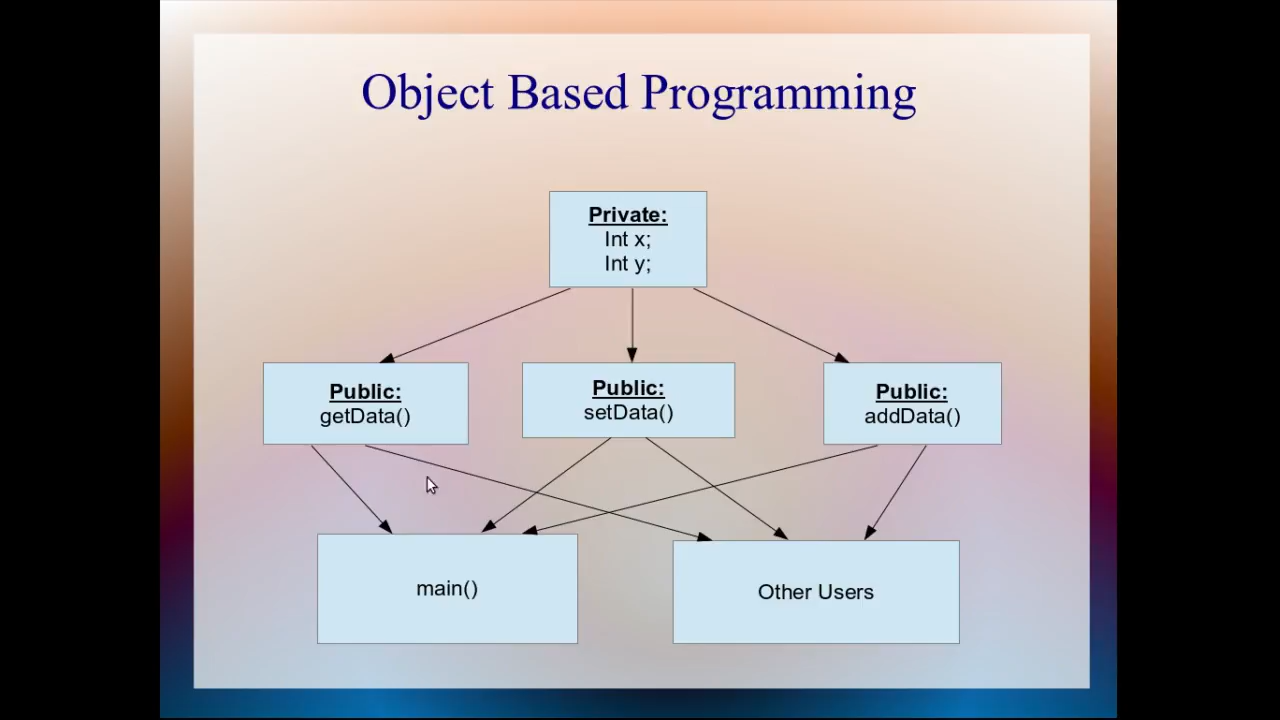 Object Based Programming
Private:
Int x;
Int y;
Public:
getData()
Public:
setData()
Public:
addData()
main()
Other Users